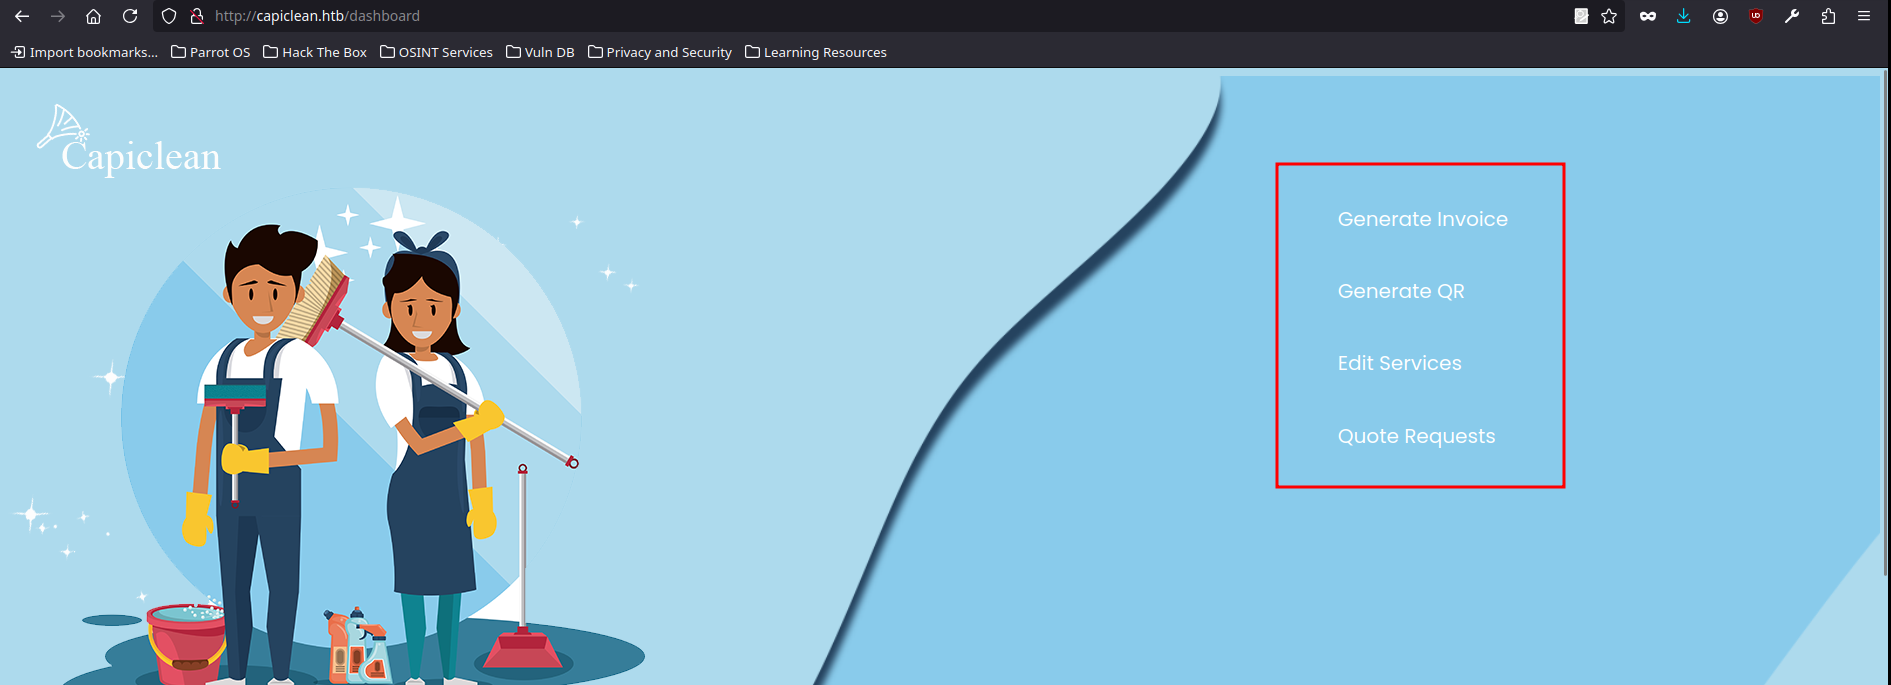 http://capiclean.htb/dashboard
Import bookmarks... Parrot OS Hack The Box OSINT Services Vuln DB Privacy and Security Learning Resources
Capiclean
Generate Invoice
Generate QR
Edit Services
Quote Requests